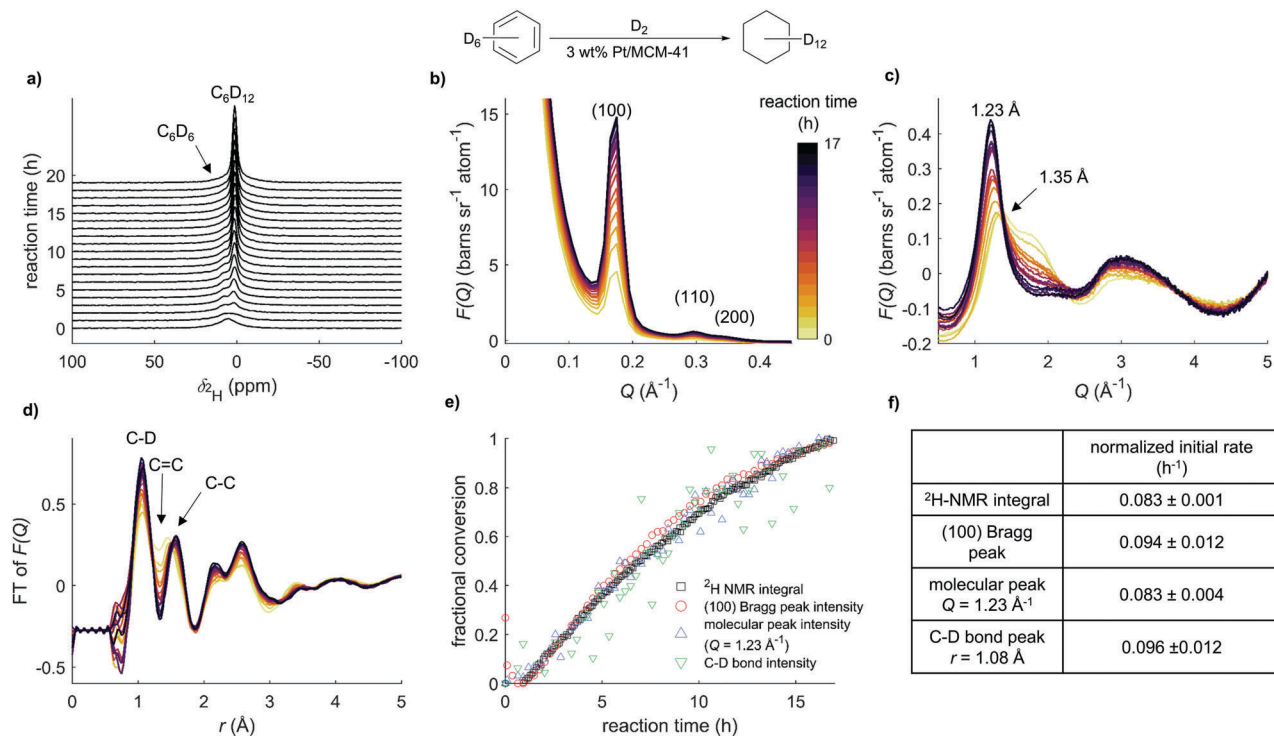 D6
D2
3 wt% Pt/MCM-41
D12
a)
C6D12
C6D6
reaction time (h)
20
15
10
5
0
100
50
0
-50
-100
δ2H (ppm)
b)
(100)
(110)
(200)
reaction time
(h)
17
0
F(Q) (barns sr-1 atom-1)
15
10
5
0
0
0.1
0.2
0.3
0.4
Q (Å-1)
c)
1.23 Å
1.35 Å
F(Q) (barns sr-1 atom-1)
0.4
0.3
0.2
0.1
0
-0.1
-0.2
1
2
3
4
5
Q (Å-1)
d)
C-D
C=C
C-C
FT of F(Q)
0.5
0
-0.5
0
1
2
3
4
5
r (Å)
e)
fractional conversion
1
0.8
0.6
0.4
0.2
0
0
5
10
15
reaction time (h)
2H NMR integral
(100) Bragg peak intensity
molecular peak intensity
(Q = 1.23 Å-1)
C-D bond intensity
f)
normalized initial rate
(h-1)
2H-NMR integral
0.083 ± 0.001
(100) Bragg
peak
0.094 ± 0.012
molecular peak
Q = 1.23 Å-1
0.083 ± 0.004
C-D bond peak
r = 1.08 Å
0.096 ±0.012